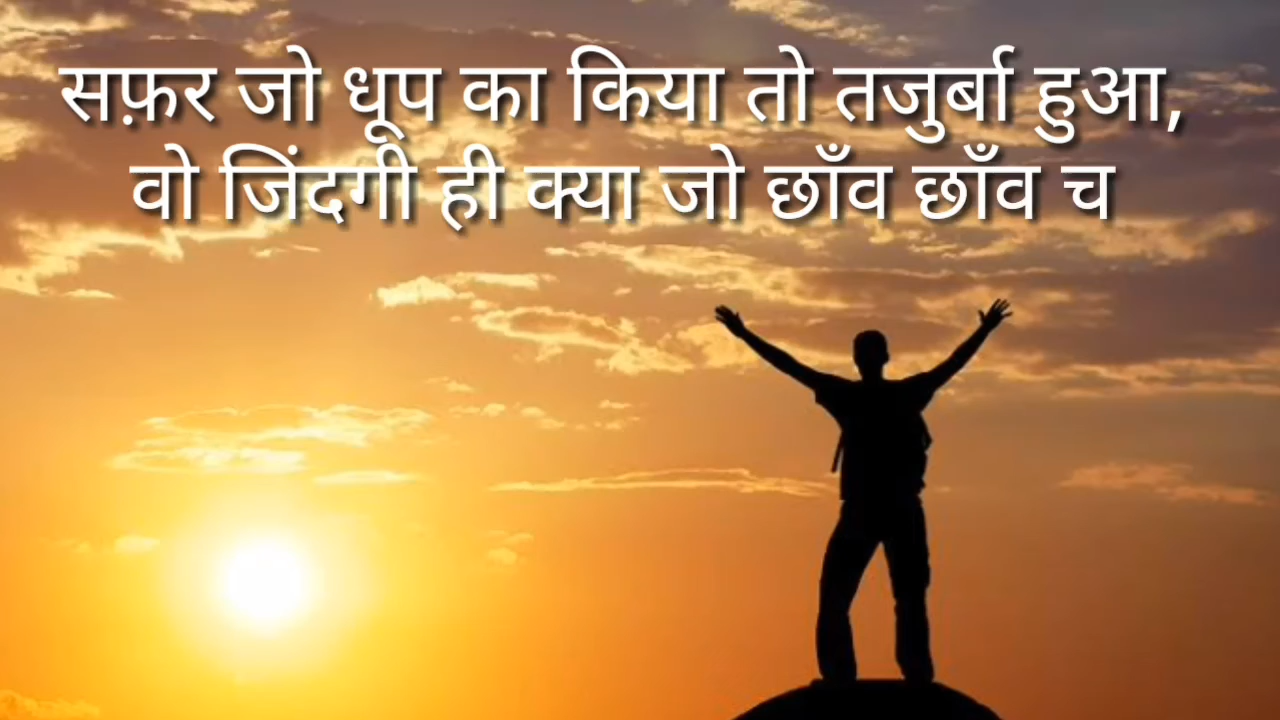 सफ़र जो धूप का किया तो तजुर्बा हुआ,
वो जिंदगी ही क्या जो छाँव छाँव च